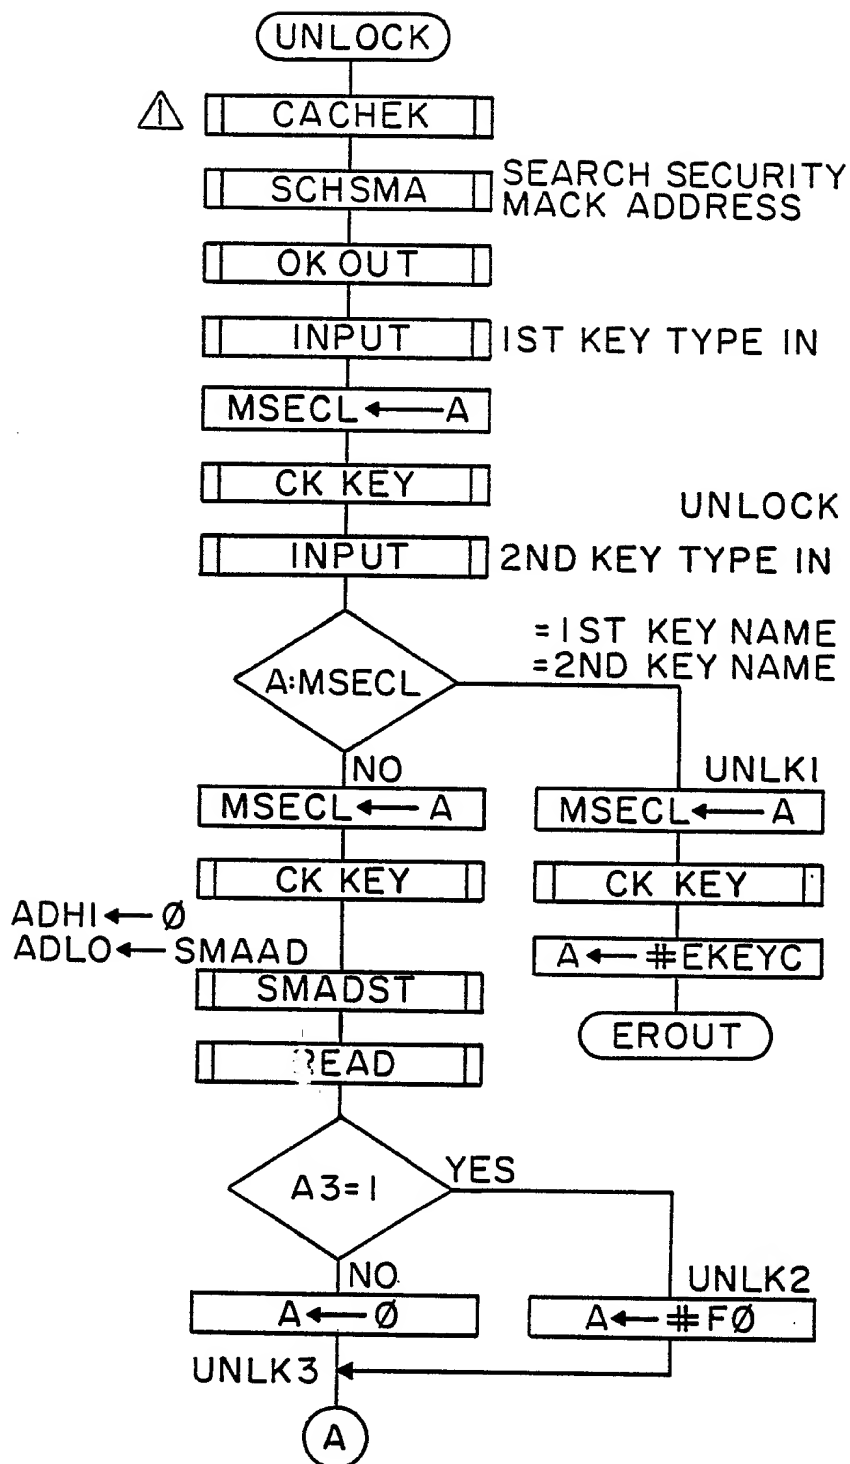 UNLOCK
1
CACHEK
SCHSMA
SEARCH SECURITY
MACK ADDRESS
OK OUT
INPUT
1ST KEY TYPE IN
MSECL ← A
CK KEY
UNLOCK
INPUT
2ND KEY TYPE IN
=1ST KEY NAME
=2ND KEY NAME
A:MSECL
NO
UNLK1
MSECL ← A
MSECL ← A
CK KEY
CK KEY
ADHI ← Ø
ADLO ← SMAAD
A ← #EKEYC
SMADST
EROUT
READ
YES
A3=1
NO
UNLK2
A ← Ø
A ← #FØ
UNLK3
A